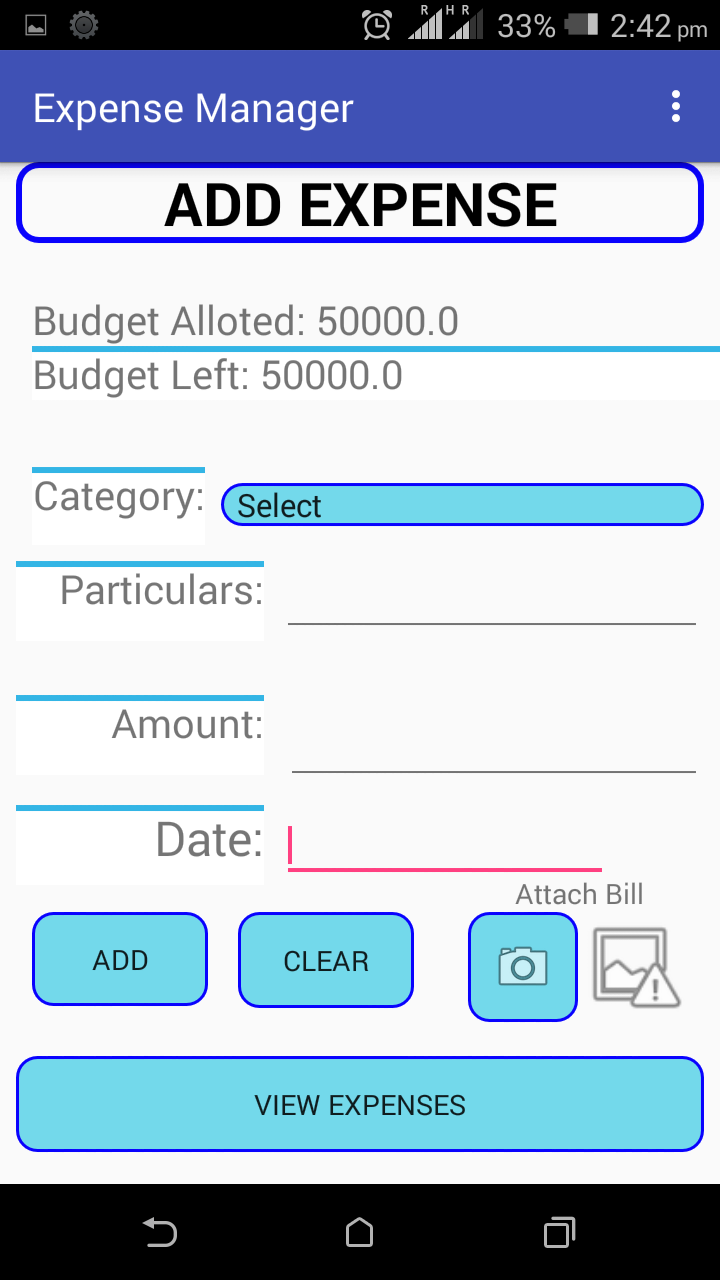 R H R
33% 2:42 pm
Expense Manager
ADD EXPENSE
Budget Alloted: 50000.0
Budget Left: 50000.0
Category: Select
Particulars:
Amount:
Date:
Attach Bill
ADD CLEAR
VIEW EXPENSES